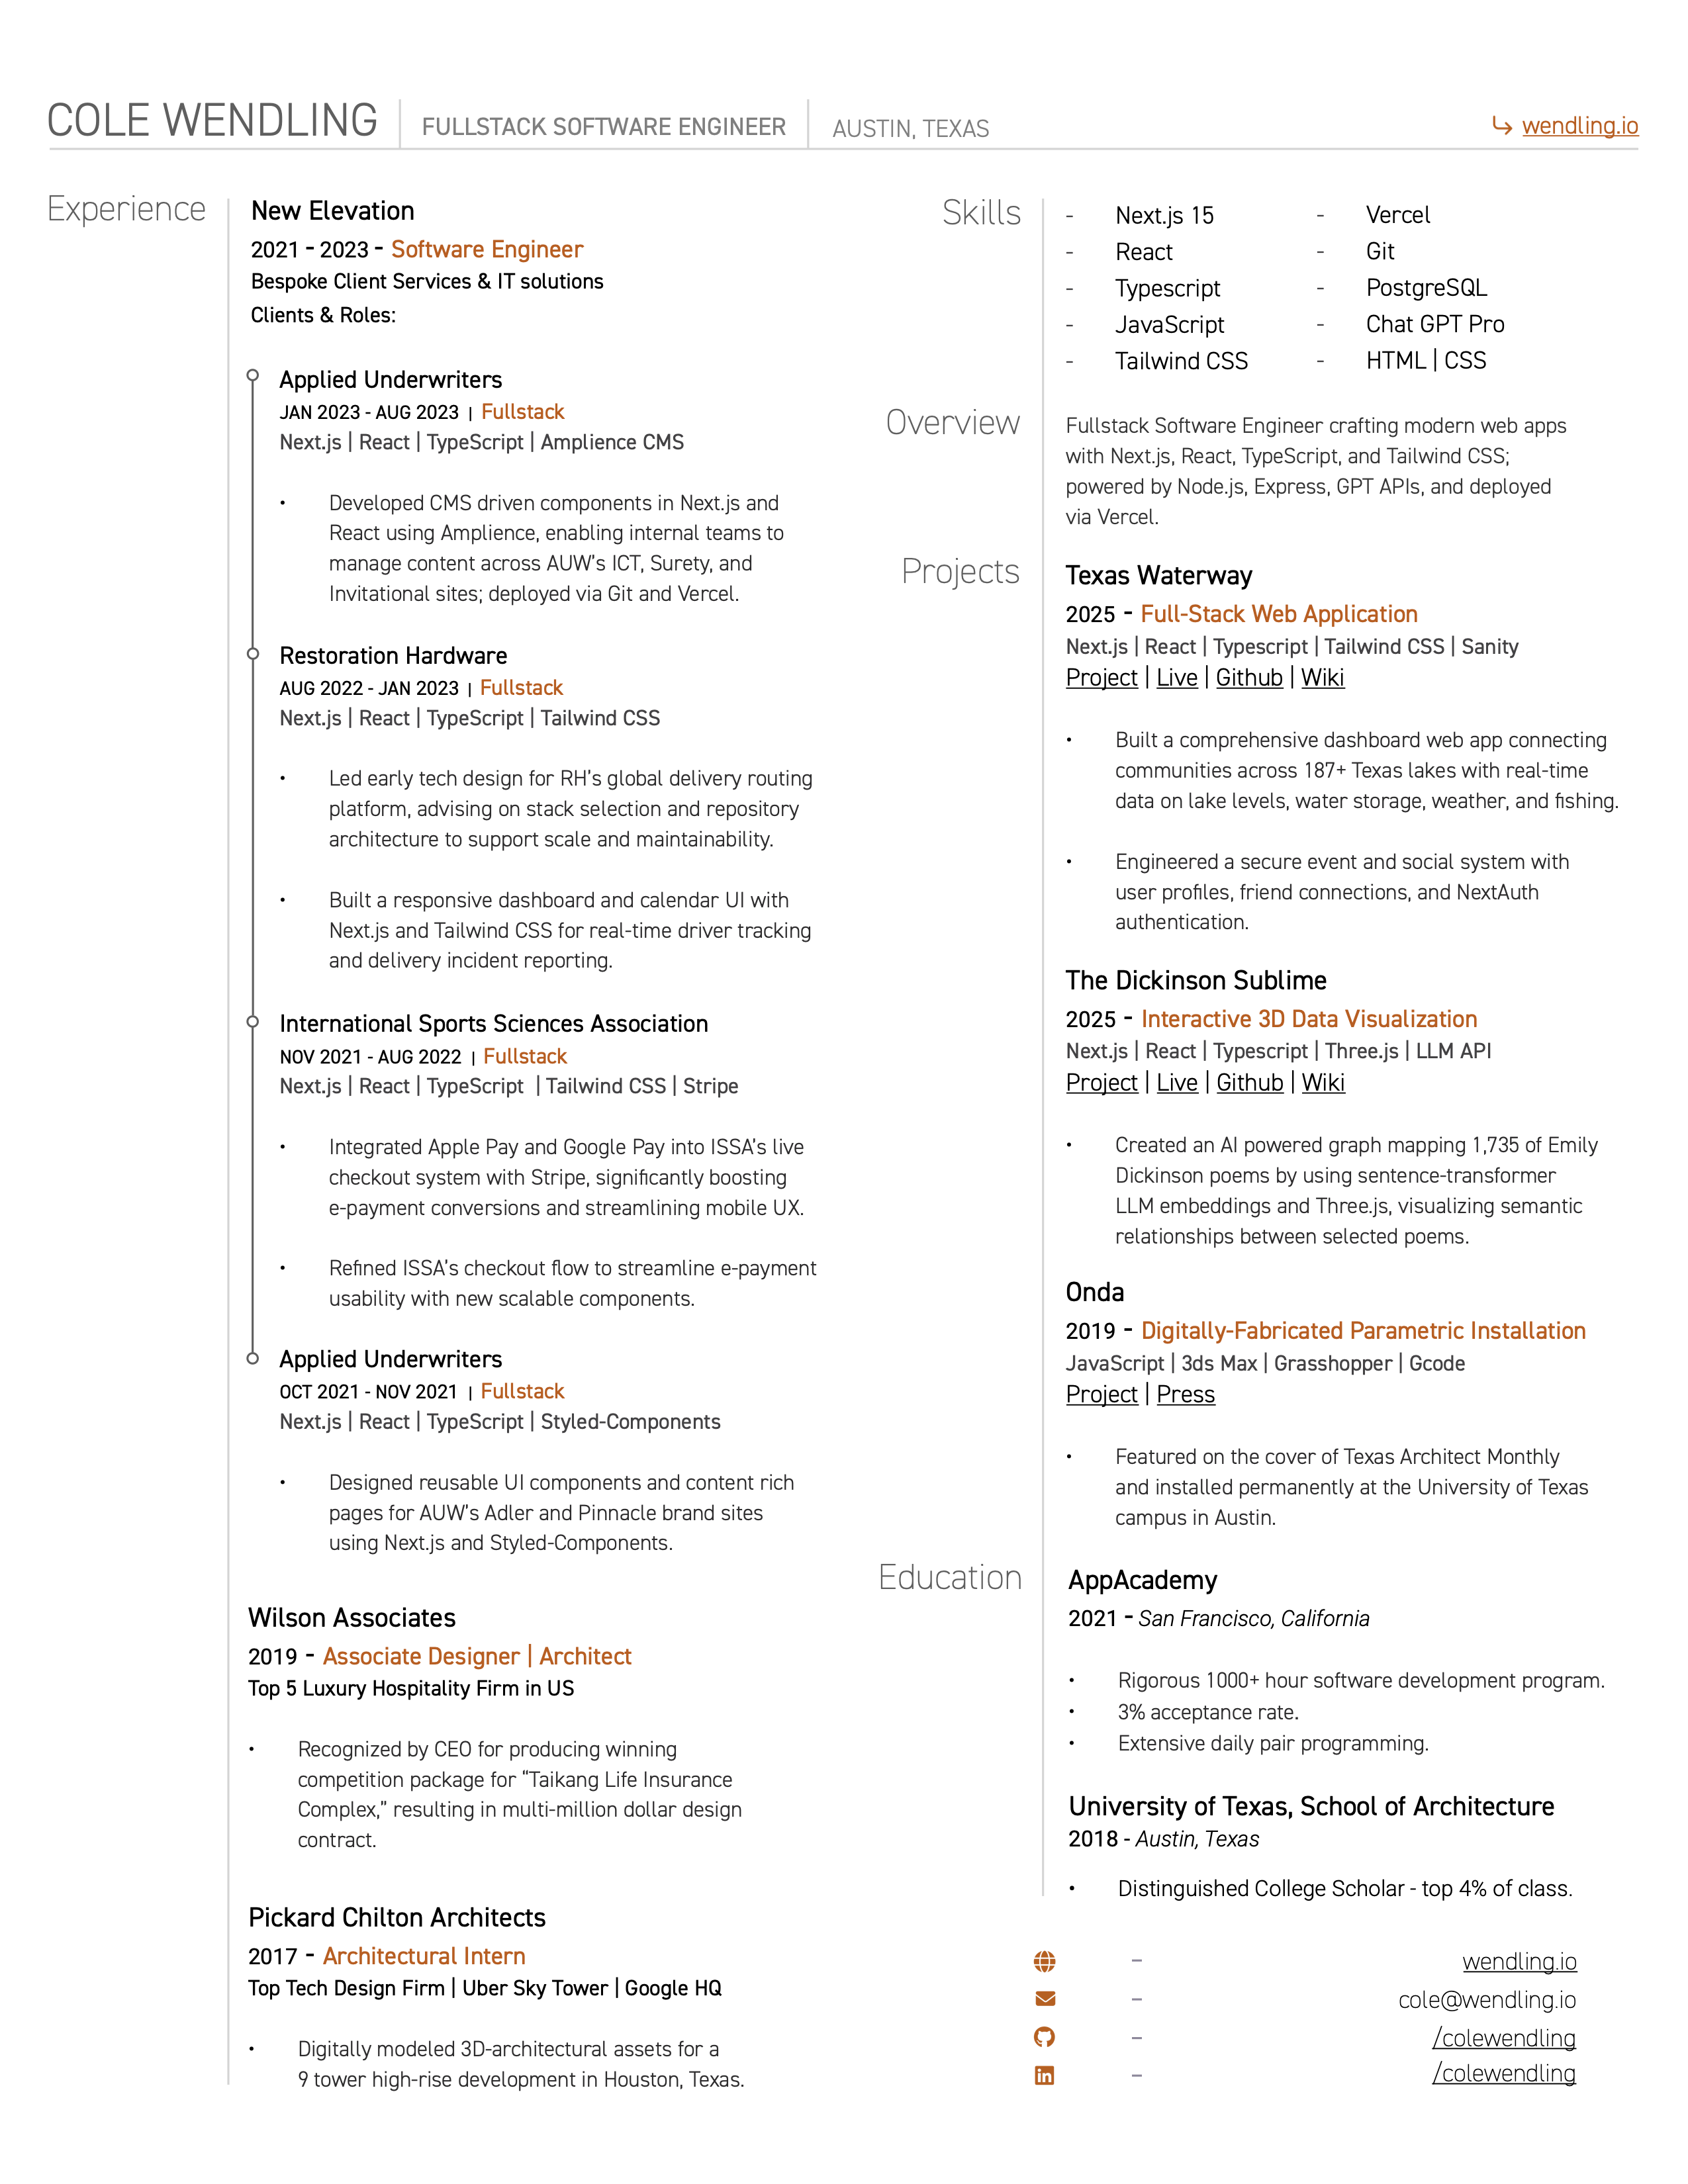 COLE WENDLING
FULLSTACK SOFTWARE ENGINEER
AUSTIN, TEXAS
wendling.io
Experience
New Elevation
2021 - 2023 - Software Engineer
Bespoke Client Services & IT solutions
Clients & Roles:
Applied Underwriters
JAN 2023 - AUG 2023 | Fullstack
Next.js | React | TypeScript | Amplience CMS
• Developed CMS driven components in Next.js and
React using Amplience, enabling internal teams to
manage content across AUW's ICT, Surety, and
Invitational sites; deployed via Git and Vercel.
Restoration Hardware
AUG 2022 - JAN 2023 | Fullstack
Next.js | React | TypeScript | Tailwind CSS
• Led early tech design for RH's global delivery routing
platform, advising on stack selection and repository
architecture to support scale and maintainability.
• Built a responsive dashboard and calendar UI with
Next.js and Tailwind CSS for real-time driver tracking
and delivery incident reporting.
International Sports Sciences Association
NOV 2021 - AUG 2022 | Fullstack
Next.js | React | TypeScript | Tailwind CSS | Stripe
• Integrated Apple Pay and Google Pay into ISSA's live
checkout system with Stripe, significantly boosting
e-payment conversions and streamlining mobile UX.
• Refined ISSA's checkout flow to streamline e-payment
usability with new scalable components.
Applied Underwriters
OCT 2021 - NOV 2021 | Fullstack
Next.js | React | TypeScript | Styled-Components
• Designed reusable UI components and content rich
pages for AUW's Adler and Pinnacle brand sites
using Next.js and Styled-Components.
Wilson Associates
2019 - Associate Designer | Architect
Top 5 Luxury Hospitality Firm in US
• Recognized by CEO for producing winning
competition package for “Taikang Life Insurance
Complex,” resulting in multi-million dollar design
contract.
Pickard Chilton Architects
2017 - Architectural Intern
Top Tech Design Firm | Uber Sky Tower | Google HQ
• Digitally modeled 3D-architectural assets for a
9 tower high-rise development in Houston, Texas.
Skills
- Next.js 15
- React
- Typescript
- JavaScript
- Tailwind CSS
- Vercel
- Git
- PostgreSQL
- Chat GPT Pro
- HTML | CSS
Overview
Fullstack Software Engineer crafting modern web apps
with Next.js, React, TypeScript, and Tailwind CSS;
powered by Node.js, Express, GPT APIs, and deployed
via Vercel.
Projects
Texas Waterway
2025 - Full-Stack Web Application
Next.js | React | Typescript | Tailwind CSS | Sanity
Project | Live | Github | Wiki
• Built a comprehensive dashboard web app connecting
communities across 187+ Texas lakes with real-time
data on lake levels, water storage, weather, and fishing.
• Engineered a secure event and social system with
user profiles, friend connections, and NextAuth
authentication.
The Dickinson Sublime
2025 - Interactive 3D Data Visualization
Next.js | React | Typescript | Three.js | LLM API
Project | Live | Github | Wiki
• Created an AI powered graph mapping 1,735 of Emily
Dickinson poems by using sentence-transformer
LLM embeddings and Three.js, visualizing semantic
relationships between selected poems.
Onda
2019 - Digitally-Fabricated Parametric Installation
JavaScript | 3ds Max | Grasshopper | Gcode
Project | Press
• Featured on the cover of Texas Architect Monthly
and installed permanently at the University of Texas
campus in Austin.
Education
AppAcademy
2021 - San Francisco, California
• Rigorous 1000+ hour software development program.
• 3% acceptance rate.
• Extensive daily pair programming.
University of Texas, School of Architecture
2018 - Austin, Texas
• Distinguished College Scholar - top 4% of class.
– wendling.io
– cole@wendling.io
– /colewendling
– /colewendling